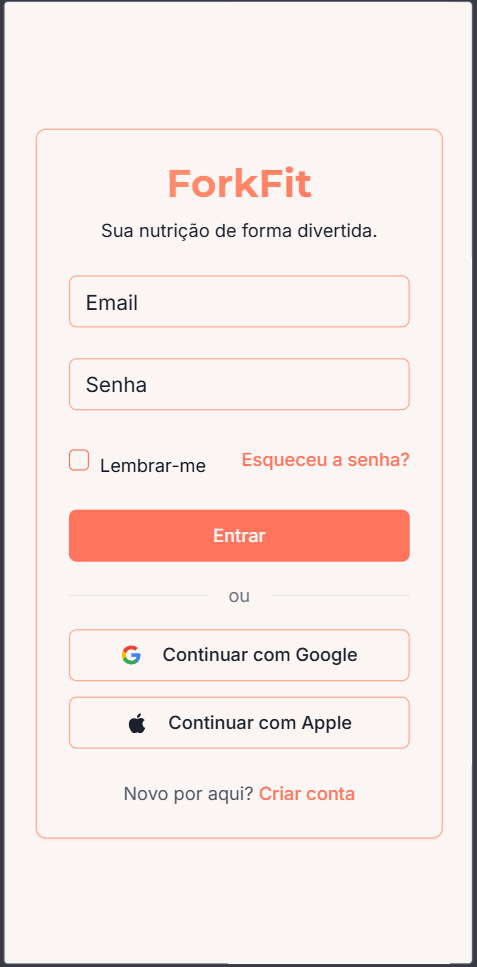 ForkFit
Sua nutrição de forma divertida.
Email
Senha
Lembrar-me Esqueceu a senha?
Entrar
ou
Continuar com Google
Continuar com Apple
Novo por aqui? Criar conta